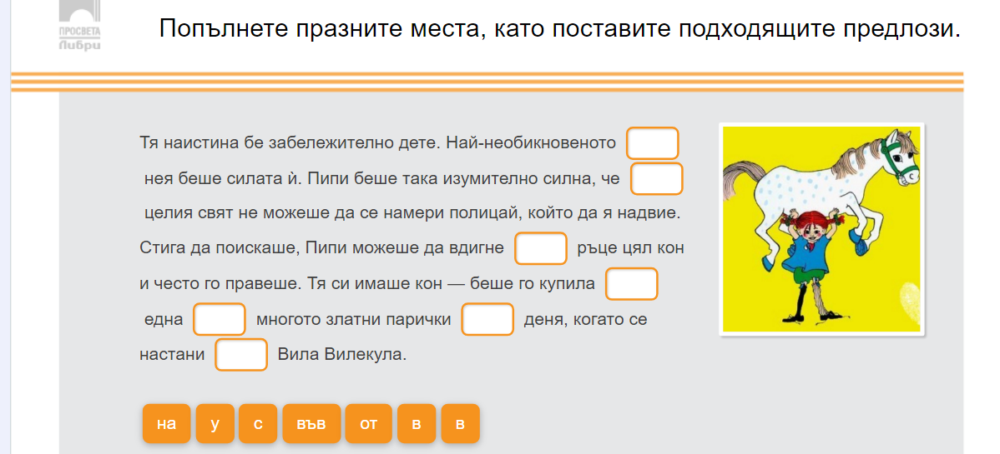 ПРОСВЕТА
Либри
Попълнете празните места, като поставите подходящите предлози.
Тя наистина бе забележително дете. Най-необикновеното
нея беше силата ѝ. Пипи беше така изумително силна, че
целия свят не можеше да се намери полицай, който да я надвие.
Стига да поискаше, Пипи можеше да вдигне ръце цял кон
и често го правеше. Тя си имаше кон — беше го купила
една многото златни парички деня, когато се
настани Вила Вилекула.
на у с във от в в